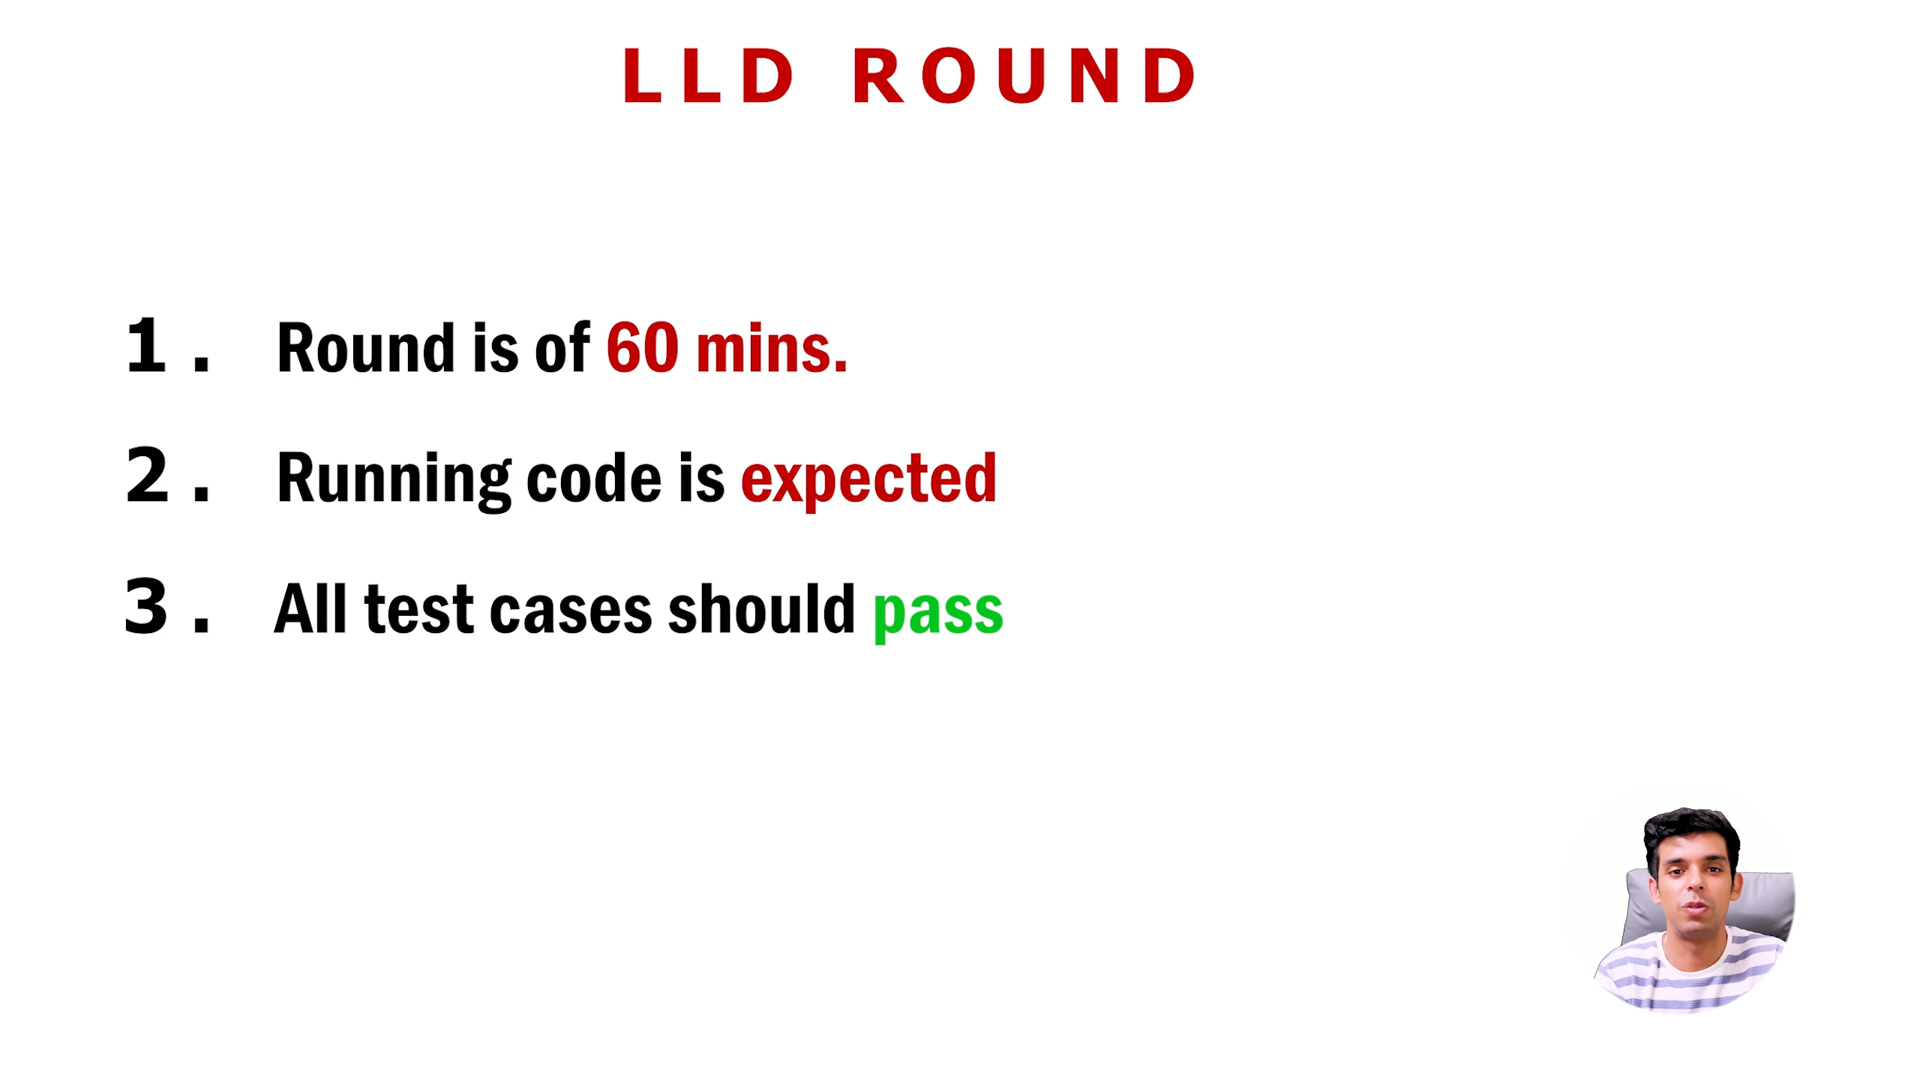 LLD ROUND
1. Round is of 60 mins.
2. Running code is expected
3. All test cases should pass